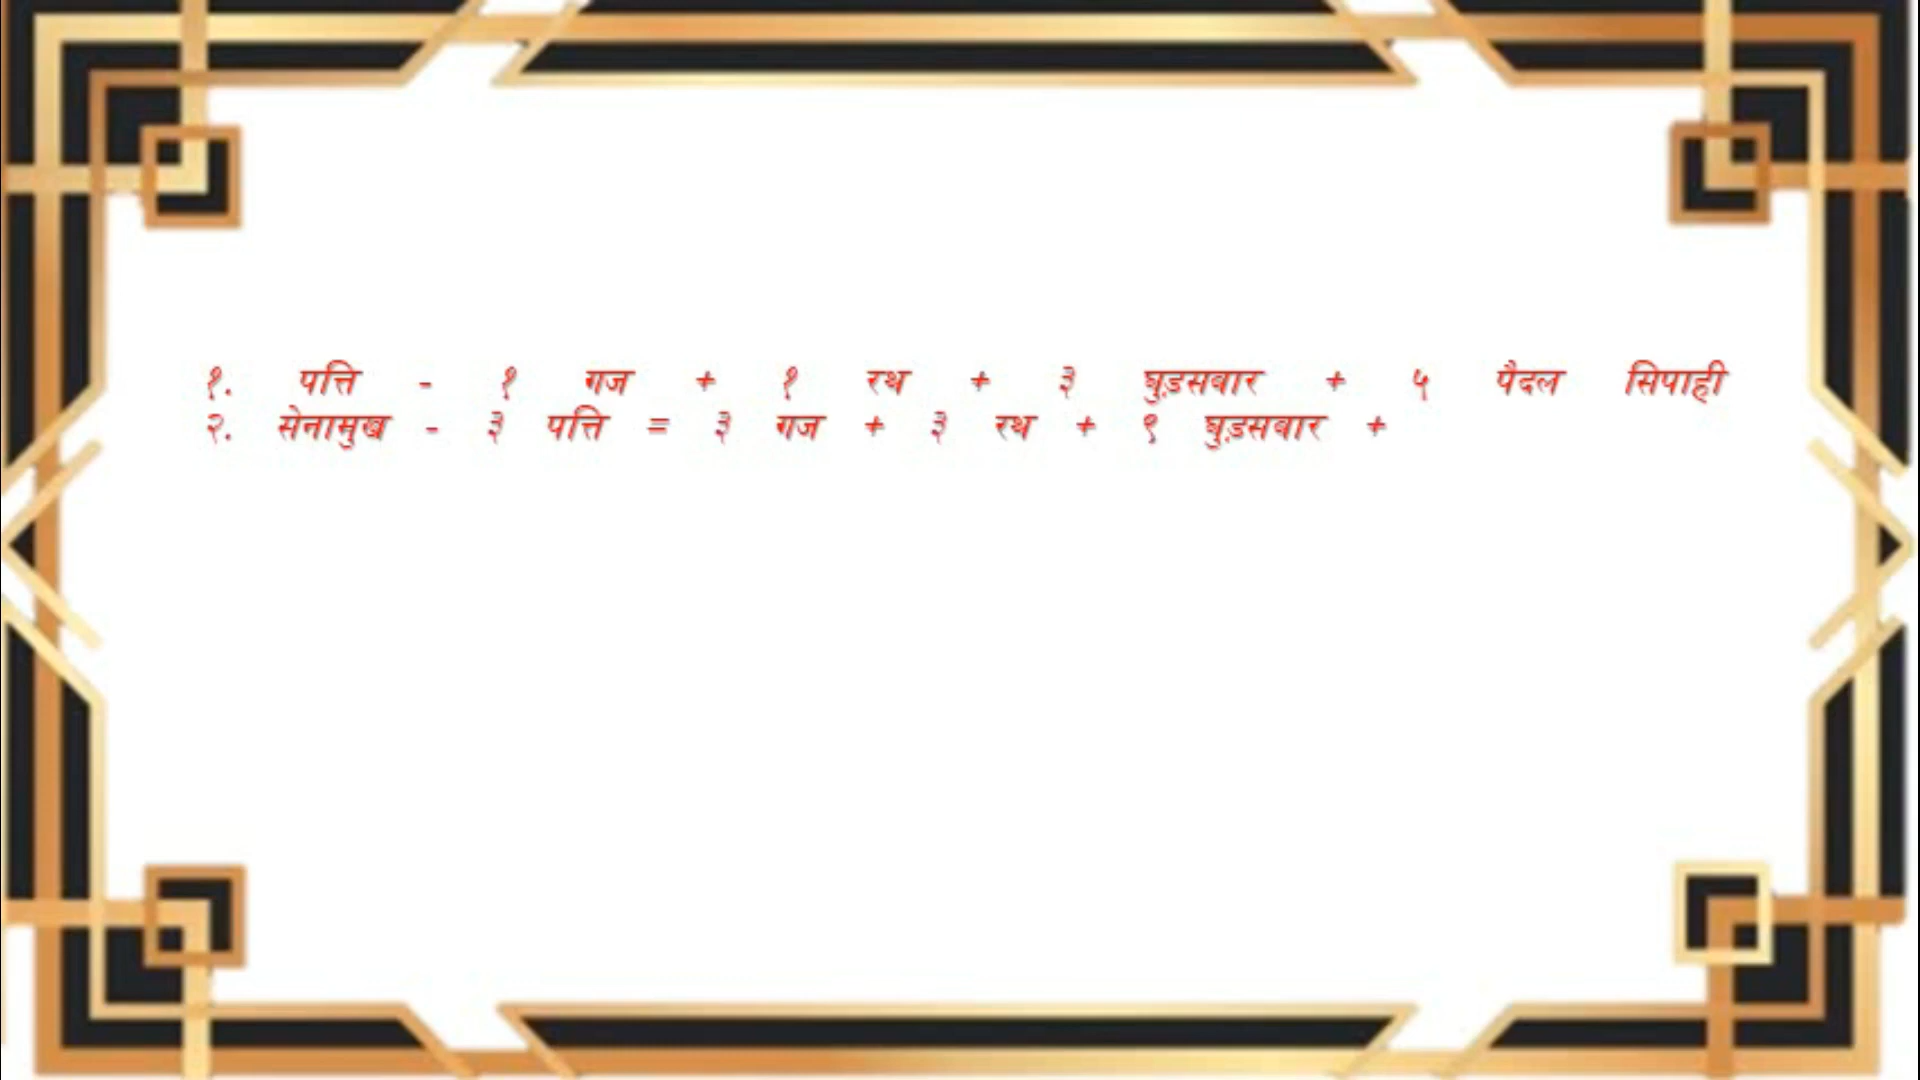 १. पत्ति - १ गज + १ रथ + ३ घुड़सवार + ५ पैदल सिपाही
२. सेनामुख - ३ पत्ति = ३ गज + ३ रथ + ९ घुड़सवार +